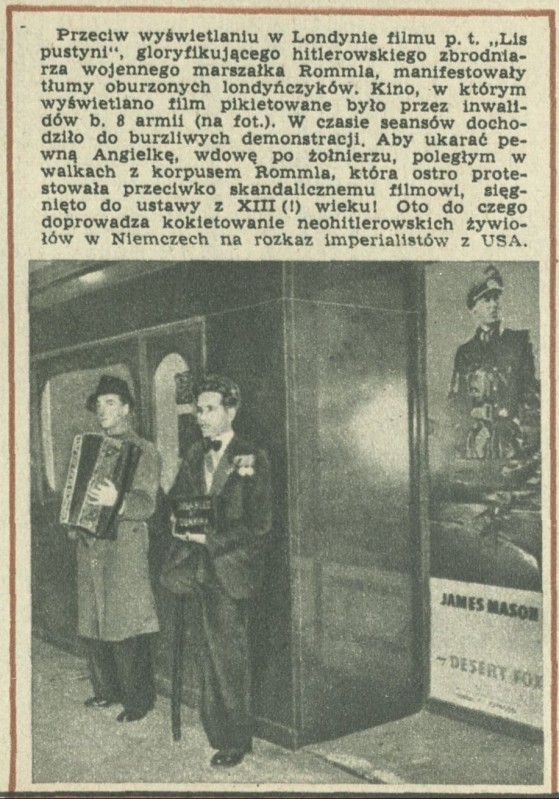 Przeciw wyświetlaniu w Londynie filmu p. t. „Lis
pustyni“, gloryfikującego hitlerowskiego zbrodnia-
rza wojennego marszałka Rommla, manifestowały
tłumy oburzonych londyńczyków. Kino, w którym
wyświetlano film pikietowane było przez inwali-
dów b. 8 armii (na fot.). W czasie seansów docho-
dziło do burzliwych demonstracji. Aby ukarać pe-
wną Angielkę, wdowę po żołnierzu, poległym w
walkach z korpusem Rommla, która ostro prote-
stowała przeciwko skandalicznemu filmowi, sięg-
nięto do ustawy z XIII (!) wieku! Oto do czego
doprowadza kokietowanie neohitlerowskich żywio-
łów w Niemczech na rozkaz imperialistów z USA.
JAMES MASON
DESERT FOX